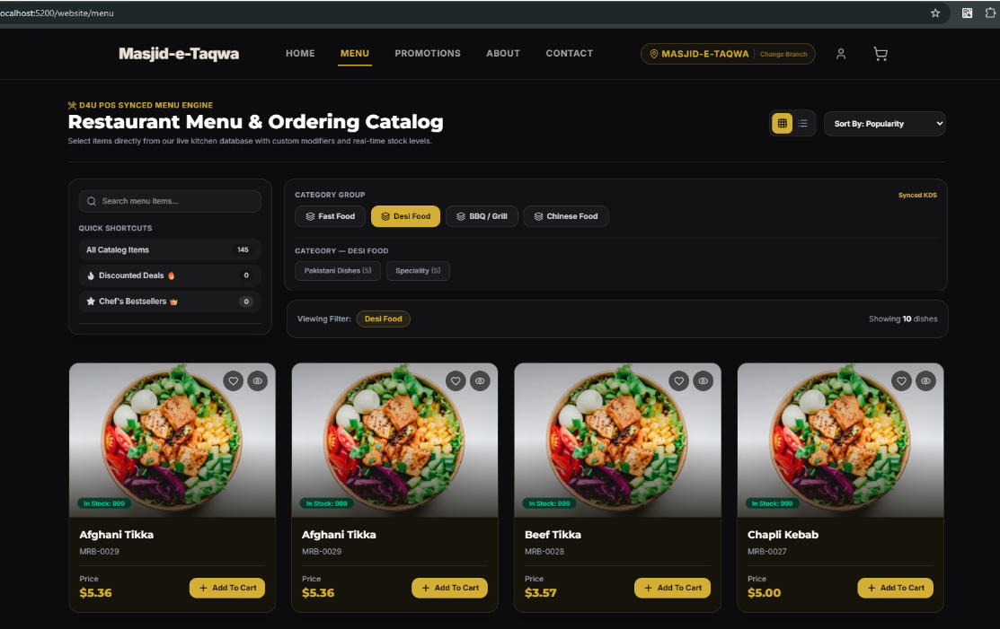 ocalhost:5200/website/menu
Masjid-e-Taqwa
HOME
MENU
PROMOTIONS
ABOUT
CONTACT
MASJID-E-TAQWA | Change Branch
D4U POS SYNCED MENU ENGINE
Restaurant Menu & Ordering Catalog
Select items directly from our live kitchen database with custom modifiers and real-time stock levels.
Sort By: Popularity
Search menu items...
QUICK SHORTCUTS
All Catalog Items 145
Discounted Deals 🔥 0
Chef's Bestsellers 👑 0
CATEGORY GROUP
Synced KDS
Fast Food
Desi Food
BBQ / Grill
Chinese Food
CATEGORY — DESI FOOD
Pakistani Dishes (5)
Speciality (5)
Viewing Filter: Desi Food
Showing 10 dishes
In Stock: 999
Afghani Tikka
MRB-0029
Price
$5.36
+ Add To Cart
In Stock: 999
Afghani Tikka
MRB-0029
Price
$5.36
+ Add To Cart
In Stock: 999
Beef Tikka
MRB-0028
Price
$3.57
+ Add To Cart
In Stock: 999
Chapli Kebab
MRB-0027
Price
$5.00
+ Add To Cart